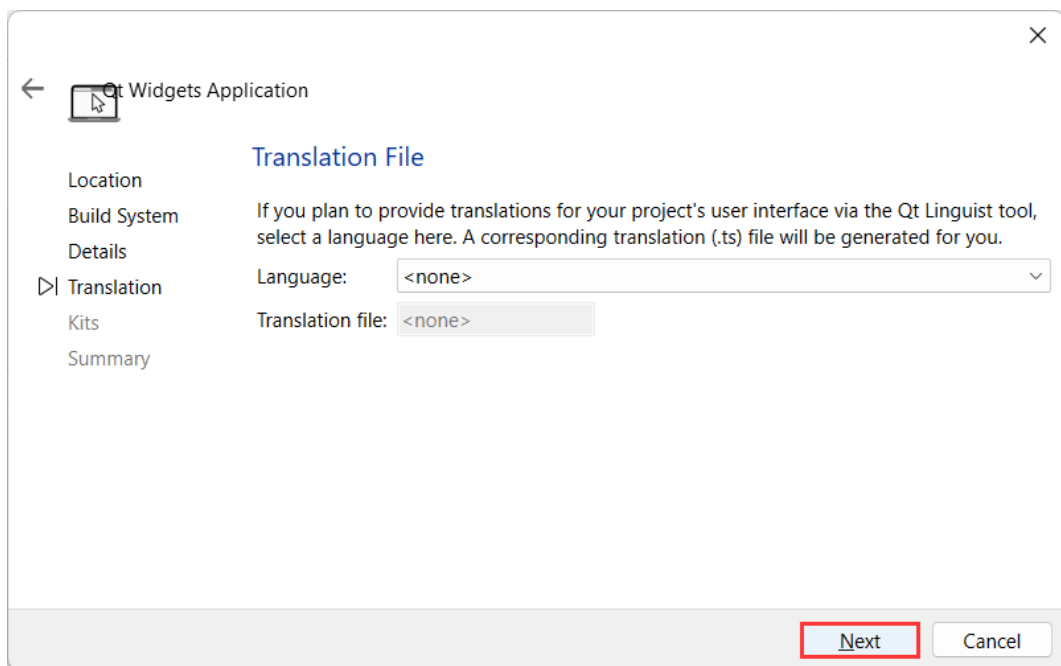 Qt Widgets Application
Location
Build System
Details
Translation
Kits
Summary
Translation File
If you plan to provide translations for your project's user interface via the Qt Linguist tool,
select a language here. A corresponding translation (.ts) file will be generated for you.
Language: <none>
Translation file: <none>
Next Cancel